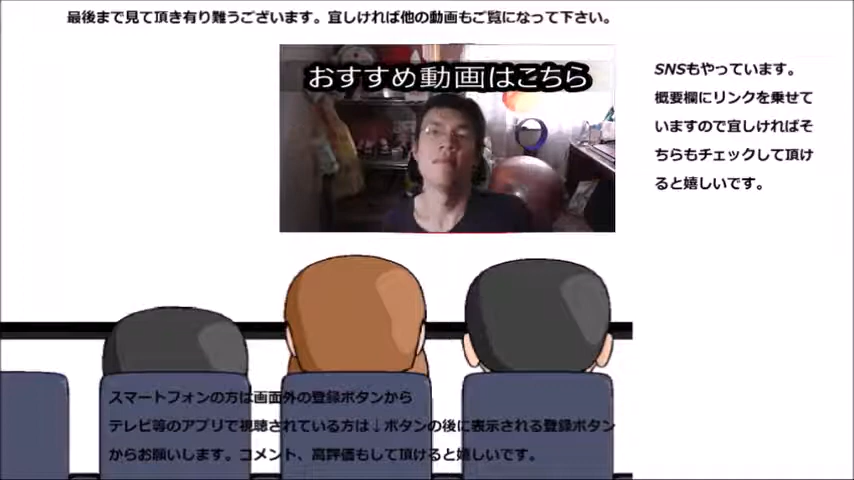 最後まで見て頂き有り難うございます。宜しければ他の動画もご覧になって下さい。
おすすめ動画はこちら
SNSもやっています。
概要欄にリンクを乗せて
いますので宜しければそ
ちらもチェックして頂け
ると嬉しいです。
スマートフォンの方は画面外の登録ボタンから
テレビ等のアプリで視聴されている方は↓ボタンの後に表示される登録ボタン
からお願いします。コメント、高評価もして頂けると嬉しいです。